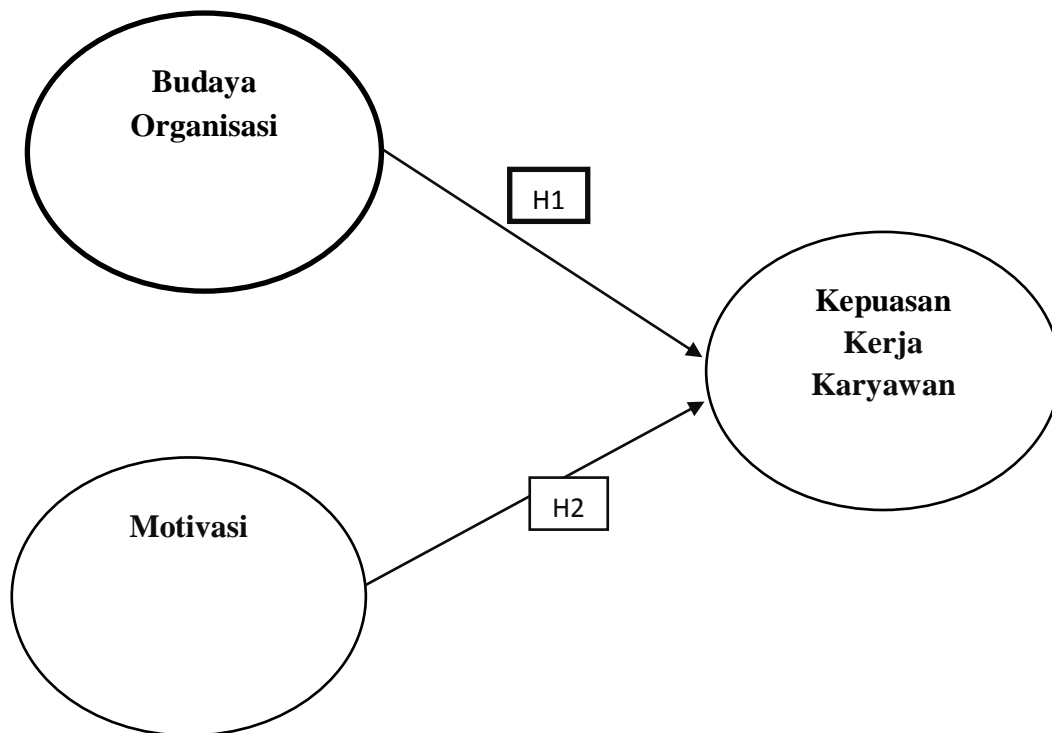 Budaya
Organisasi
H1
Kepuasan
Kerja
Karyawan
H2
Motivasi